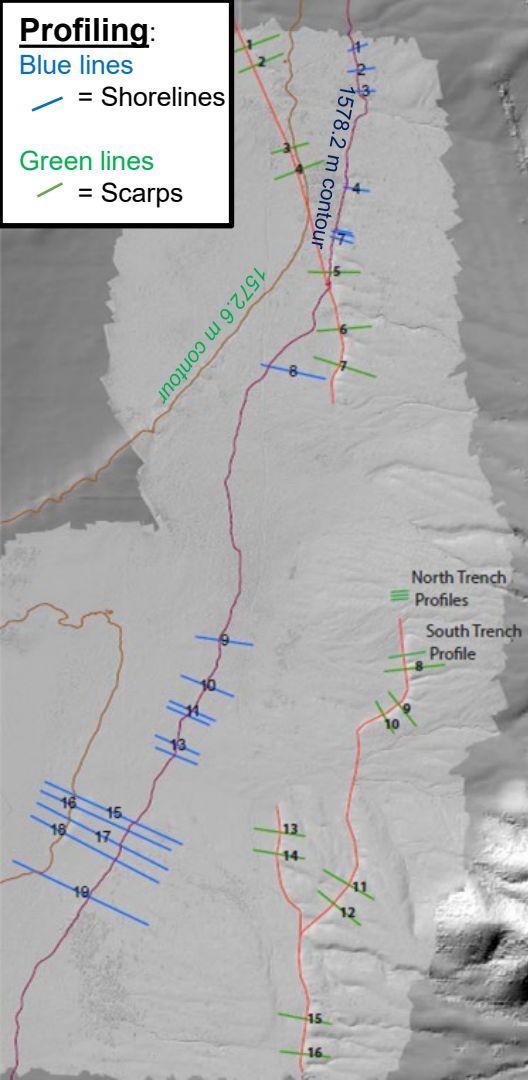 Profiling:
Blue lines
= Shorelines
Green lines
= Scarps
1
2
3
4
1
2
3
4
7
1578.2 m contour
5
6
7
8
1572.6 m contour
North Trench
Profiles
South Trench
Profile
8
9
10
9
10
11
13
16
15
18
17
19
13
14
11
12
15
16